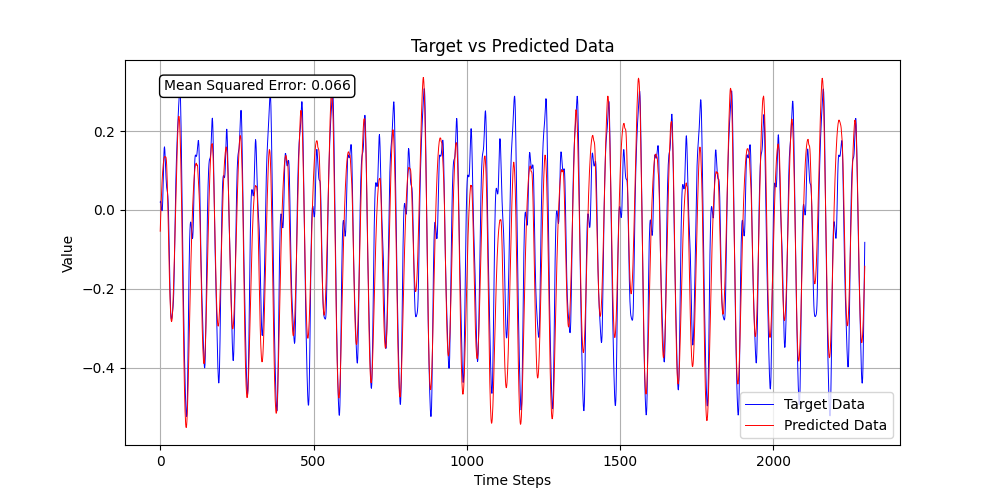 Target vs Predicted Data
Mean Squared Error: 0.066
0.2
0.0
−0.2
−0.4
Value
0
500
1000
1500
2000
Time Steps
Target Data
Predicted Data